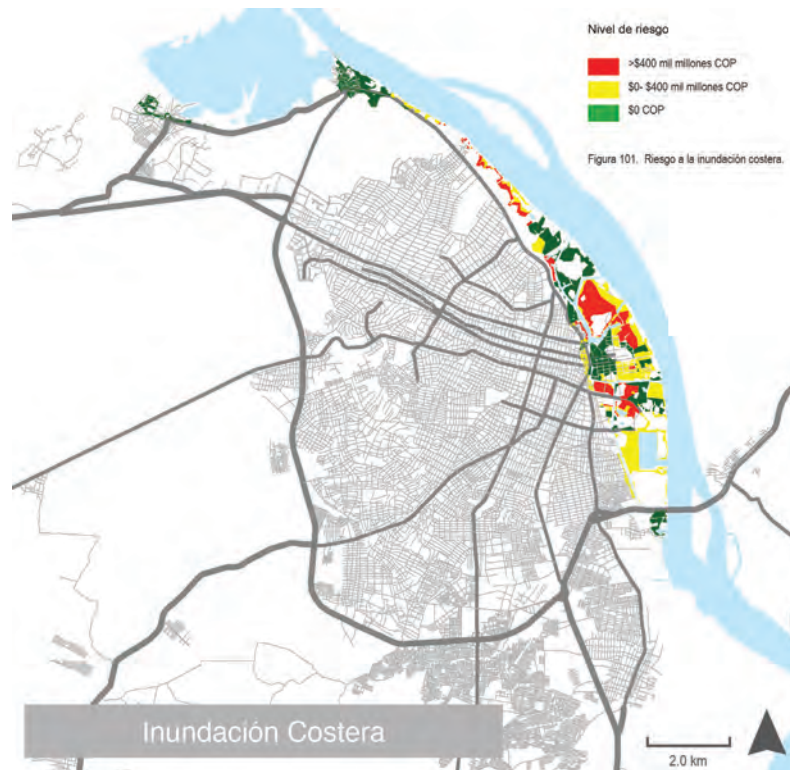 Nivel de riesgo
>$400 mil millones COP
$0- $400 mil millones COP
$0 COP
Figura 101. Riesgo a la inundación costera.
Inundación Costera
2.0 km